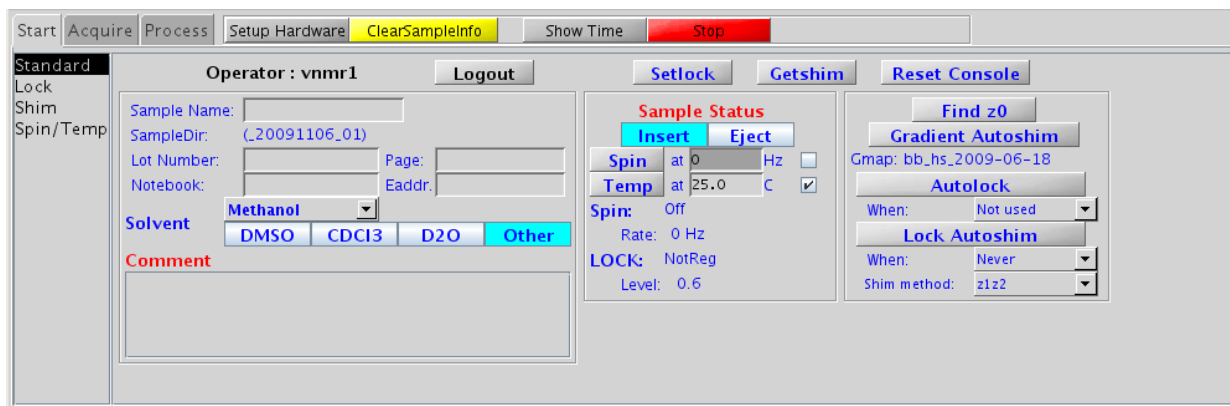 Start Acquire Process Setup Hardware ClearSampleInfo Show Time Stop
Standard
Lock
Shim
Spin/Temp
Operator : vnmr1 Logout Setlock Getshim Reset Console
Sample Name:
SampleDir: (_20091106_01)
Lot Number: Page:
Notebook: Eaddr.
Solvent Methanol
DMSO CDCl3 D2O Other
Comment
Sample Status
Insert Eject
Spin at 0 Hz
Temp at 25.0 C
Spin: Off
Rate: 0 Hz
LOCK: NotReg
Level: 0.6
Find z0
Gradient Autoshim
Gmap: bb_hs_2009-06-18
Autolock
When: Not used
Lock Autoshim
When: Never
Shim method: z1z2